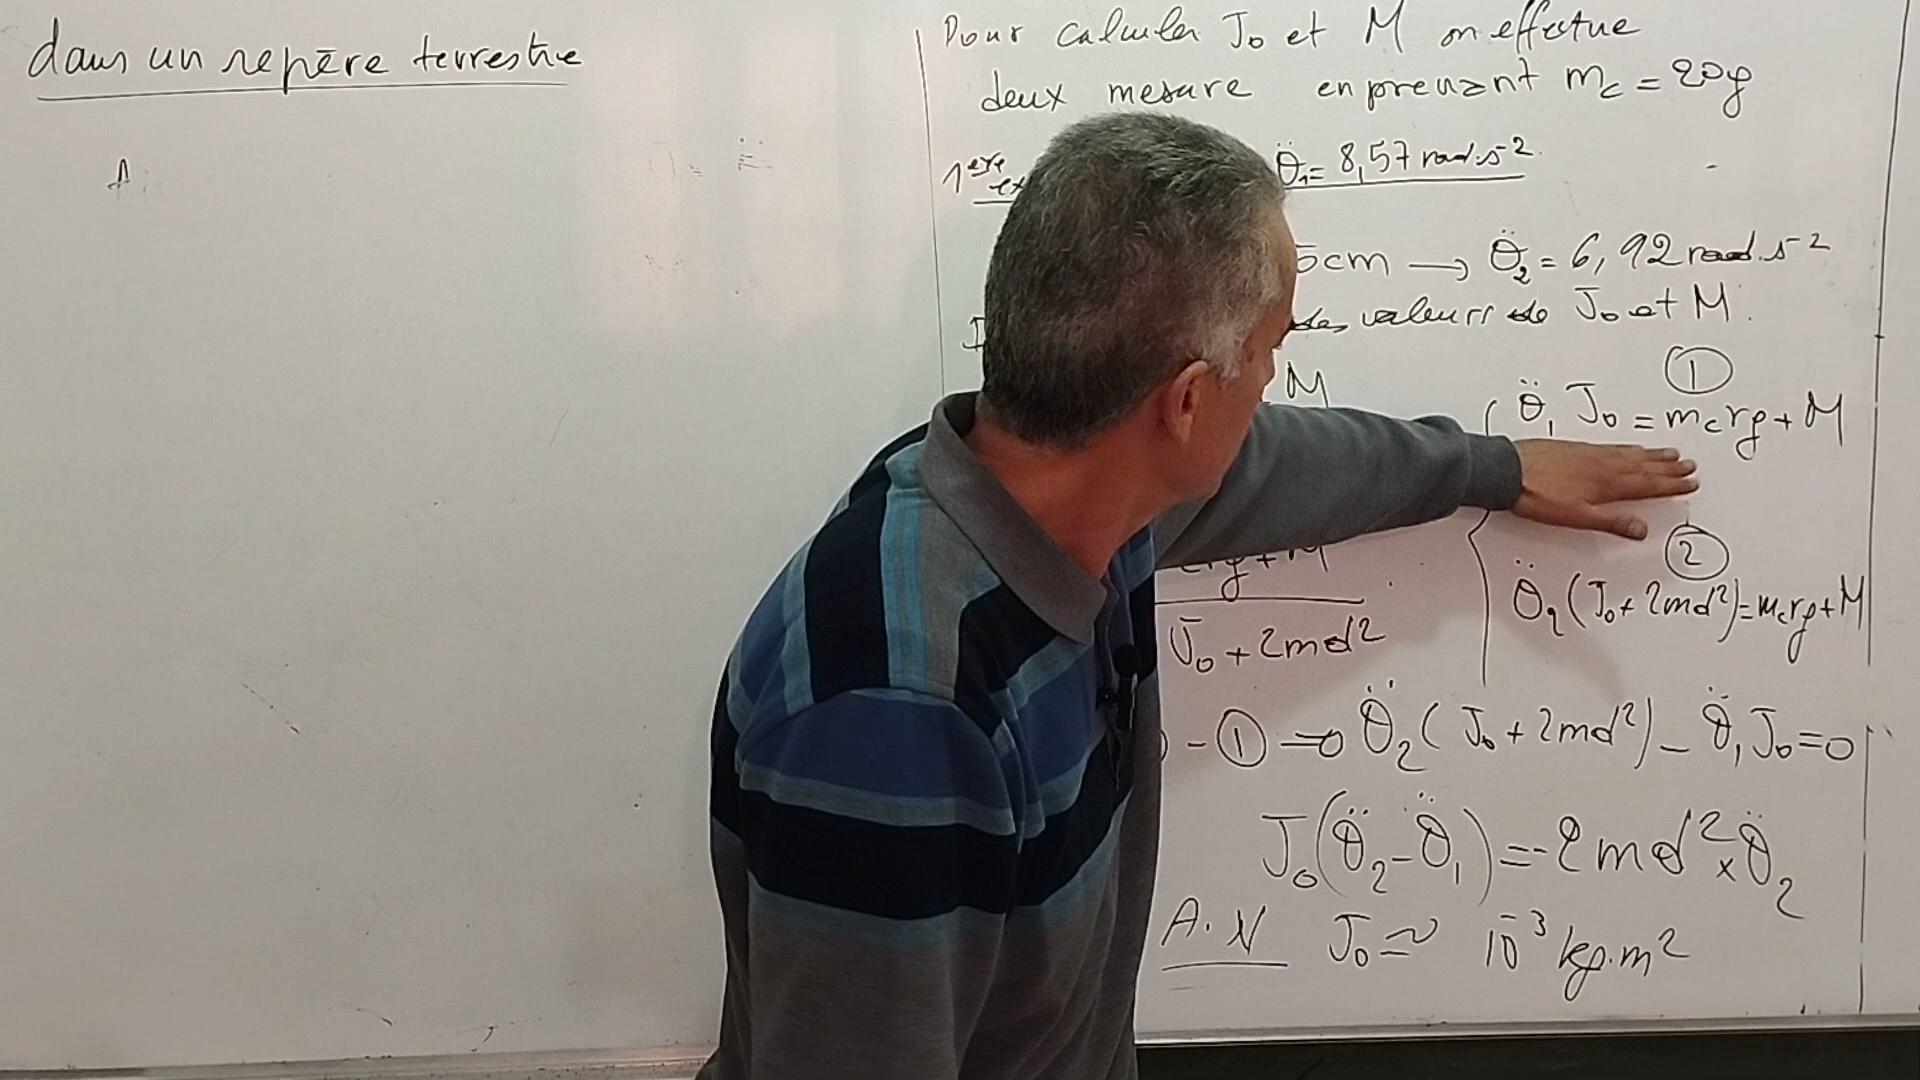 dans un repère terrestre
A.
Pour calculer J₀ et M on effectue
deux mesure en prenant m_c = 20g
1ère ex θ̈₁ = 8,57 rad.s⁻²
5cm → θ̈₂ = 6,92 rad.s⁻²
des valeurs de J₀ et M.
M
① θ̈₁ J₀ = m_c r g + M
② θ̈₂ (J₀ + 2md²) = m_c r g + M
c r g + M
J₀ + 2md²
- ① → θ̈₂ ( J₀ + 2md²) - θ̈₁ J₀ = 0
J₀(θ̈₂ - θ̈₁) = -2md² × θ̈₂
A.N J₀ ≃ 10⁻³ kg.m²